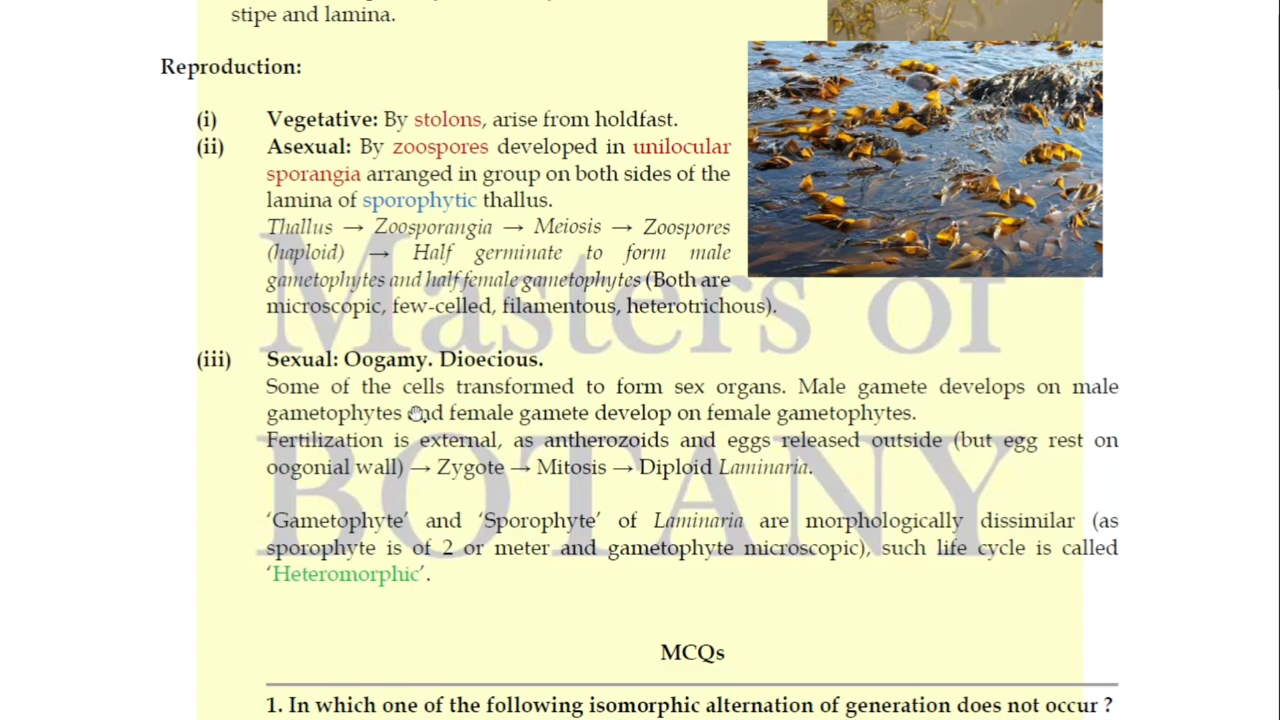 stipe and lamina.
Reproduction:
(i) Vegetative: By stolons, arise from holdfast.
(ii) Asexual: By zoospores developed in unilocular
sporangia arranged in group on both sides of the
lamina of sporophytic thallus.
Thallus → Zoosporangia → Meiosis → Zoospores
(haploid) → Half germinate to form male
gametophytes and half female gametophytes (Both are
microscopic, few-celled, filamentous, heterotrichous).
(iii) Sexual: Oogamy. Dioecious.
Some of the cells transformed to form sex organs. Male gamete develops on male
gametophytes and female gamete develop on female gametophytes.
Fertilization is external, as antherozoids and eggs released outside (but egg rest on
oogonial wall) → Zygote → Mitosis → Diploid Laminaria.
'Gametophyte' and 'Sporophyte' of Laminaria are morphologically dissimilar (as
sporophyte is of 2 or meter and gametophyte microscopic), such life cycle is called
'Heteromorphic'.
Masters of
BOTANY
MCQs
1. In which one of the following isomorphic alternation of generation does not occur ?